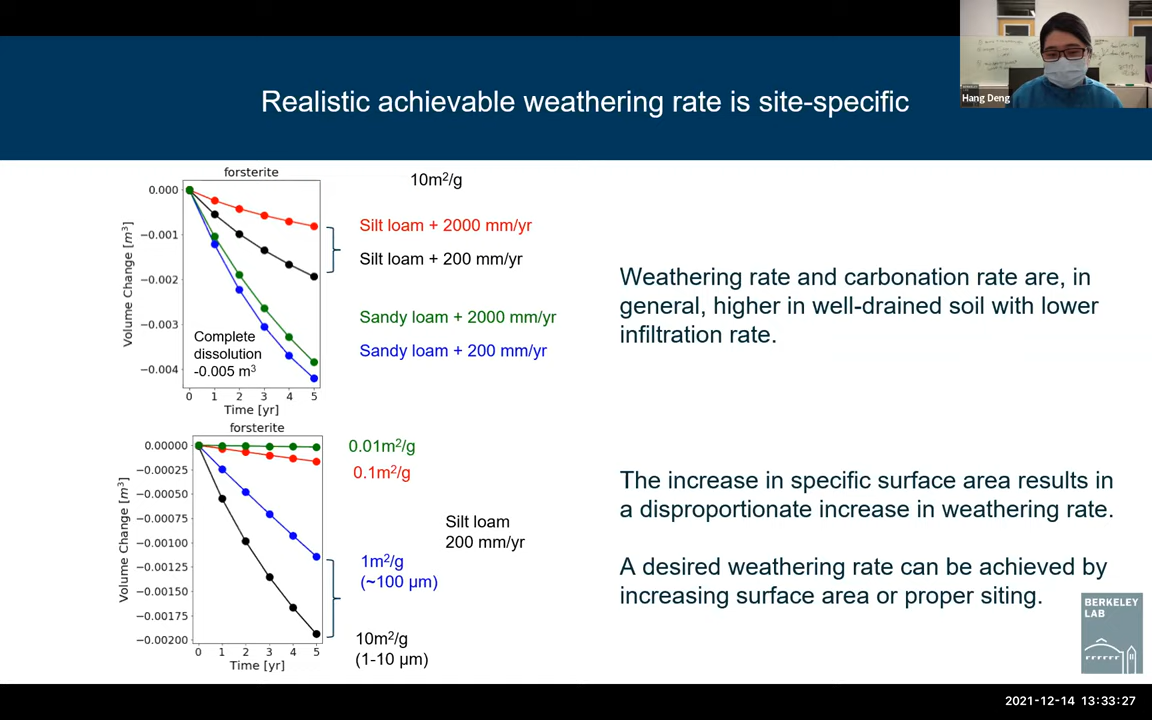 Hang Deng
Realistic achievable weathering rate is site-specific
forsterite
0.000
−0.001
−0.002
−0.003
−0.004
Volume Change [m³]
Complete
dissolution
-0.005 m³
0 1 2 3 4 5
Time [yr]
10m²/g
Silt loam + 2000 mm/yr
Silt loam + 200 mm/yr
Sandy loam + 2000 mm/yr
Sandy loam + 200 mm/yr
Weathering rate and carbonation rate are, in
general, higher in well-drained soil with lower
infiltration rate.
forsterite
0.00000
−0.00025
−0.00050
−0.00075
−0.00100
−0.00125
−0.00150
−0.00175
−0.00200
Volume Change [m³]
0 1 2 3 4 5
Time [yr]
0.01m²/g
0.1m²/g
Silt loam
200 mm/yr
1m²/g
(~100 µm)
10m²/g
(1-10 µm)
The increase in specific surface area results in
a disproportionate increase in weathering rate.
A desired weathering rate can be achieved by
increasing surface area or proper siting.
BERKELEY
LAB
2021-12-14 13:33:27